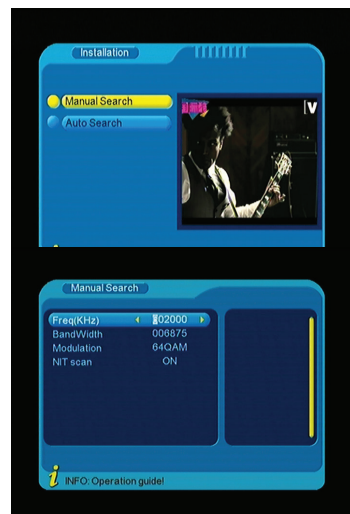 Installation
Manual Search
Auto Search
[V
Manual Search
Freq(KHz) 02000
BandWidth 006875
Modulation 64QAM
NIT scan ON
i INFO: Operation guide!